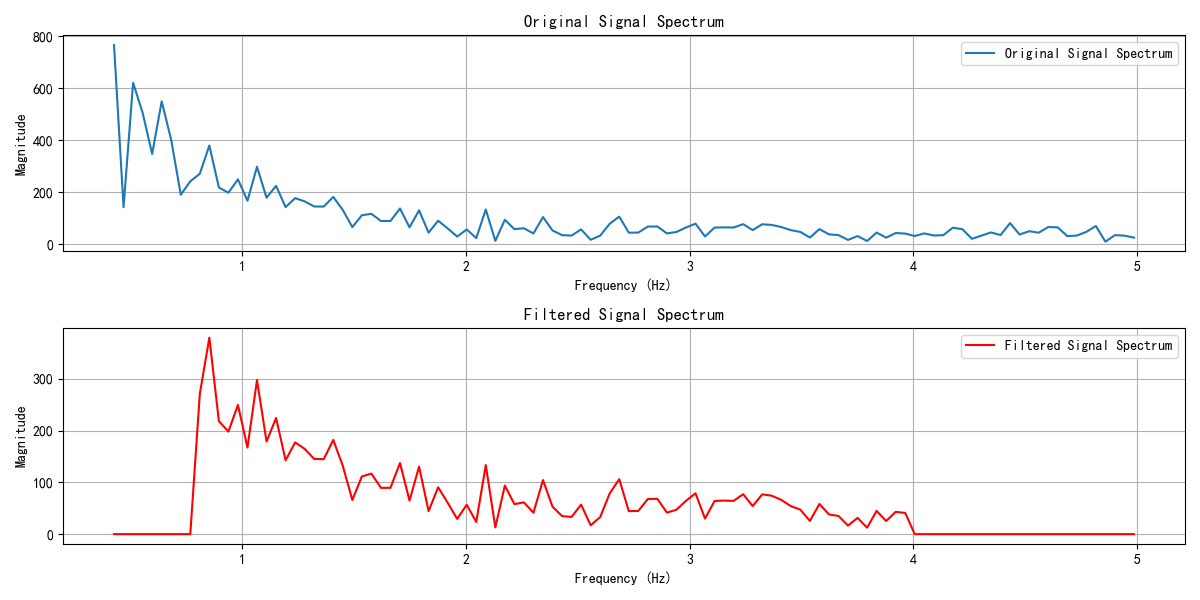 Original Signal Spectrum
800
600
400
200
0
Magnitude
Original Signal Spectrum
1 2 3 4 5
Frequency (Hz)
Filtered Signal Spectrum
300
200
100
0
Magnitude
Filtered Signal Spectrum
1 2 3 4 5
Frequency (Hz)